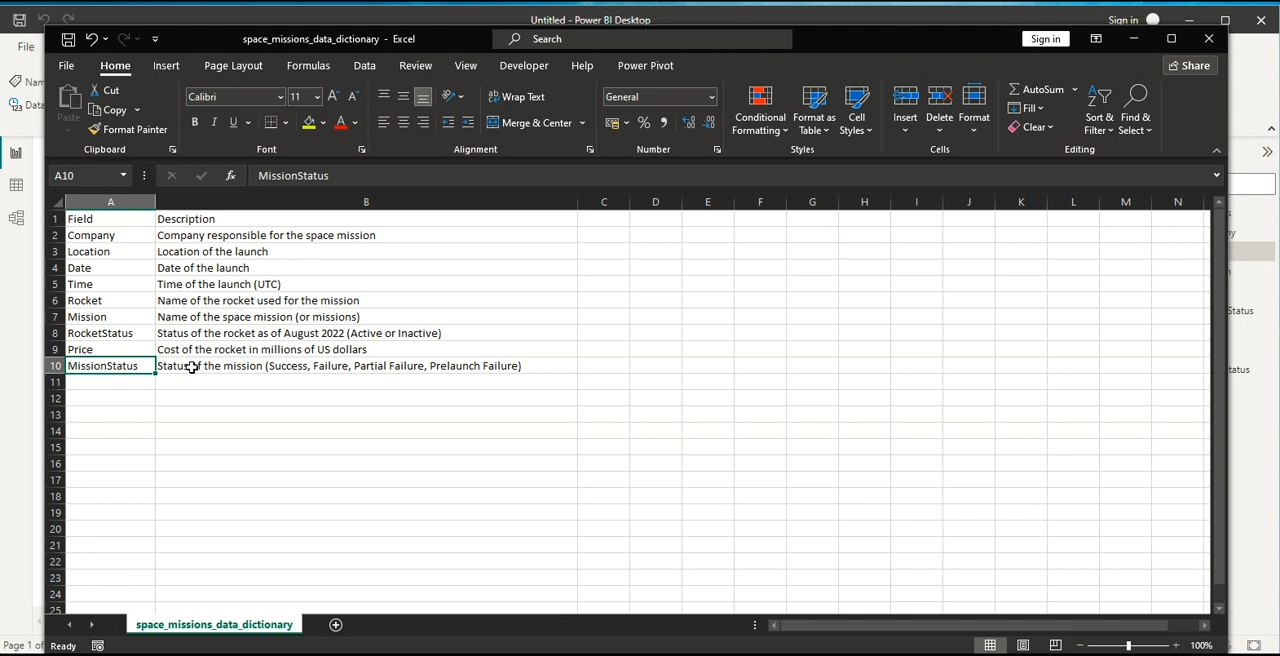 Untitled - Power BI Desktop
Sign in
File
space_missions_data_dictionary - Excel
Search
Sign in
File Home Insert Page Layout Formulas Data Review View Developer Help Power Pivot
Share
Paste
Cut
Copy
Format Painter
Clipboard
Calibri 11
B I U A
Font
Wrap Text
Merge & Center
Alignment
General
Number
Conditional Formatting
Format as Table
Cell Styles
Styles
Insert Delete Format
Cells
AutoSum
Fill
Clear
Sort & Filter
Find & Select
Editing
A10
fx
MissionStatus
A B C D E F G H I J K L M N
1 Field Description
2 Company Company responsible for the space mission
3 Location Location of the launch
4 Date Date of the launch
5 Time Time of the launch (UTC)
6 Rocket Name of the rocket used for the mission
7 Mission Name of the space mission (or missions)
8 RocketStatus Status of the rocket as of August 2022 (Active or Inactive)
9 Price Cost of the rocket in millions of US dollars
10 MissionStatus Status of the mission (Success, Failure, Partial Failure, Prelaunch Failure)
11
12
13
14
15
16
17
18
19
20
21
22
23
24
25
space_missions_data_dictionary
Page 1 of
Ready
100%